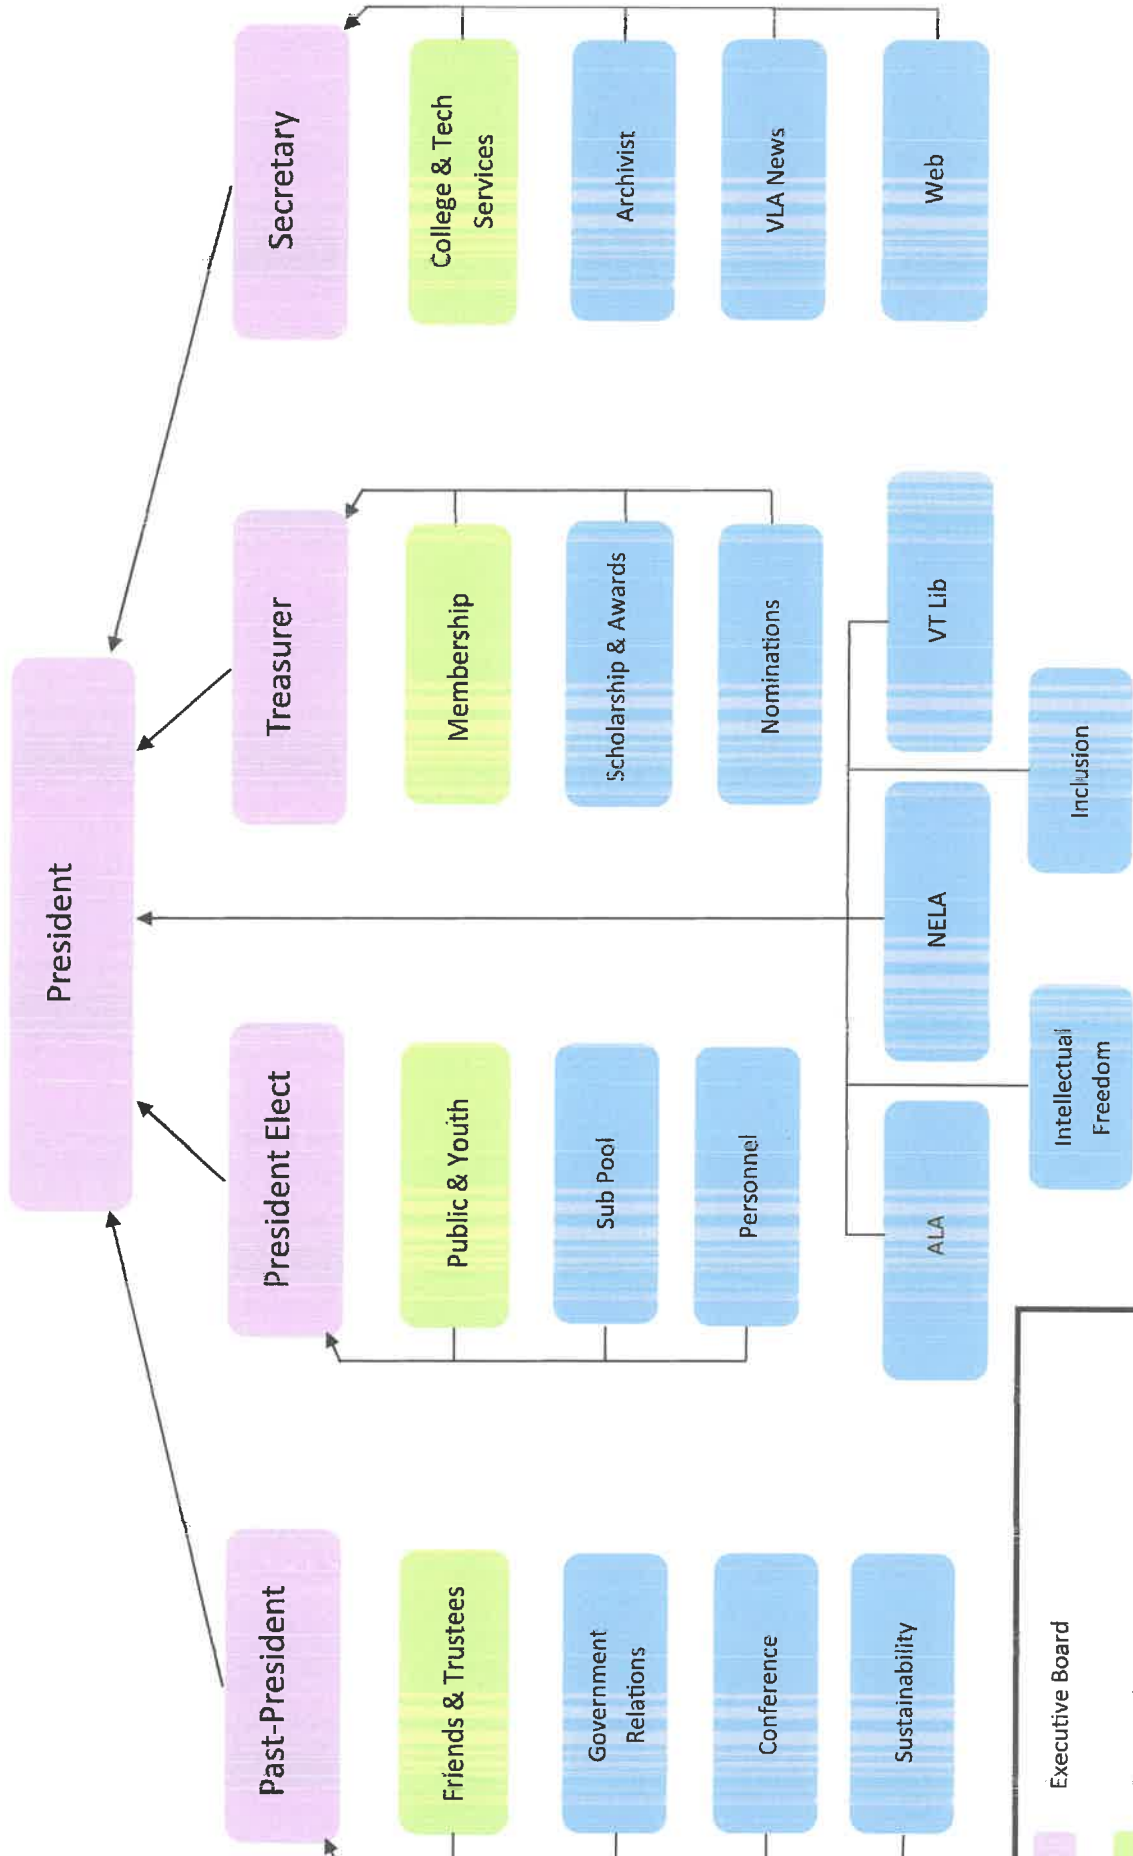 President
Past-President
President Elect
Treasurer
Secretary
Friends & Trustees
Public & Youth
Membership
College & Tech
Services
Government
Relations
Sub Pool
Scholarship & Awards
Archivist
Conference
Personnel
Nominations
VLA News
Sustainability
ALA
NELA
VT Lib
Web
Intellectual
Freedom
Inclusion
Executive Board